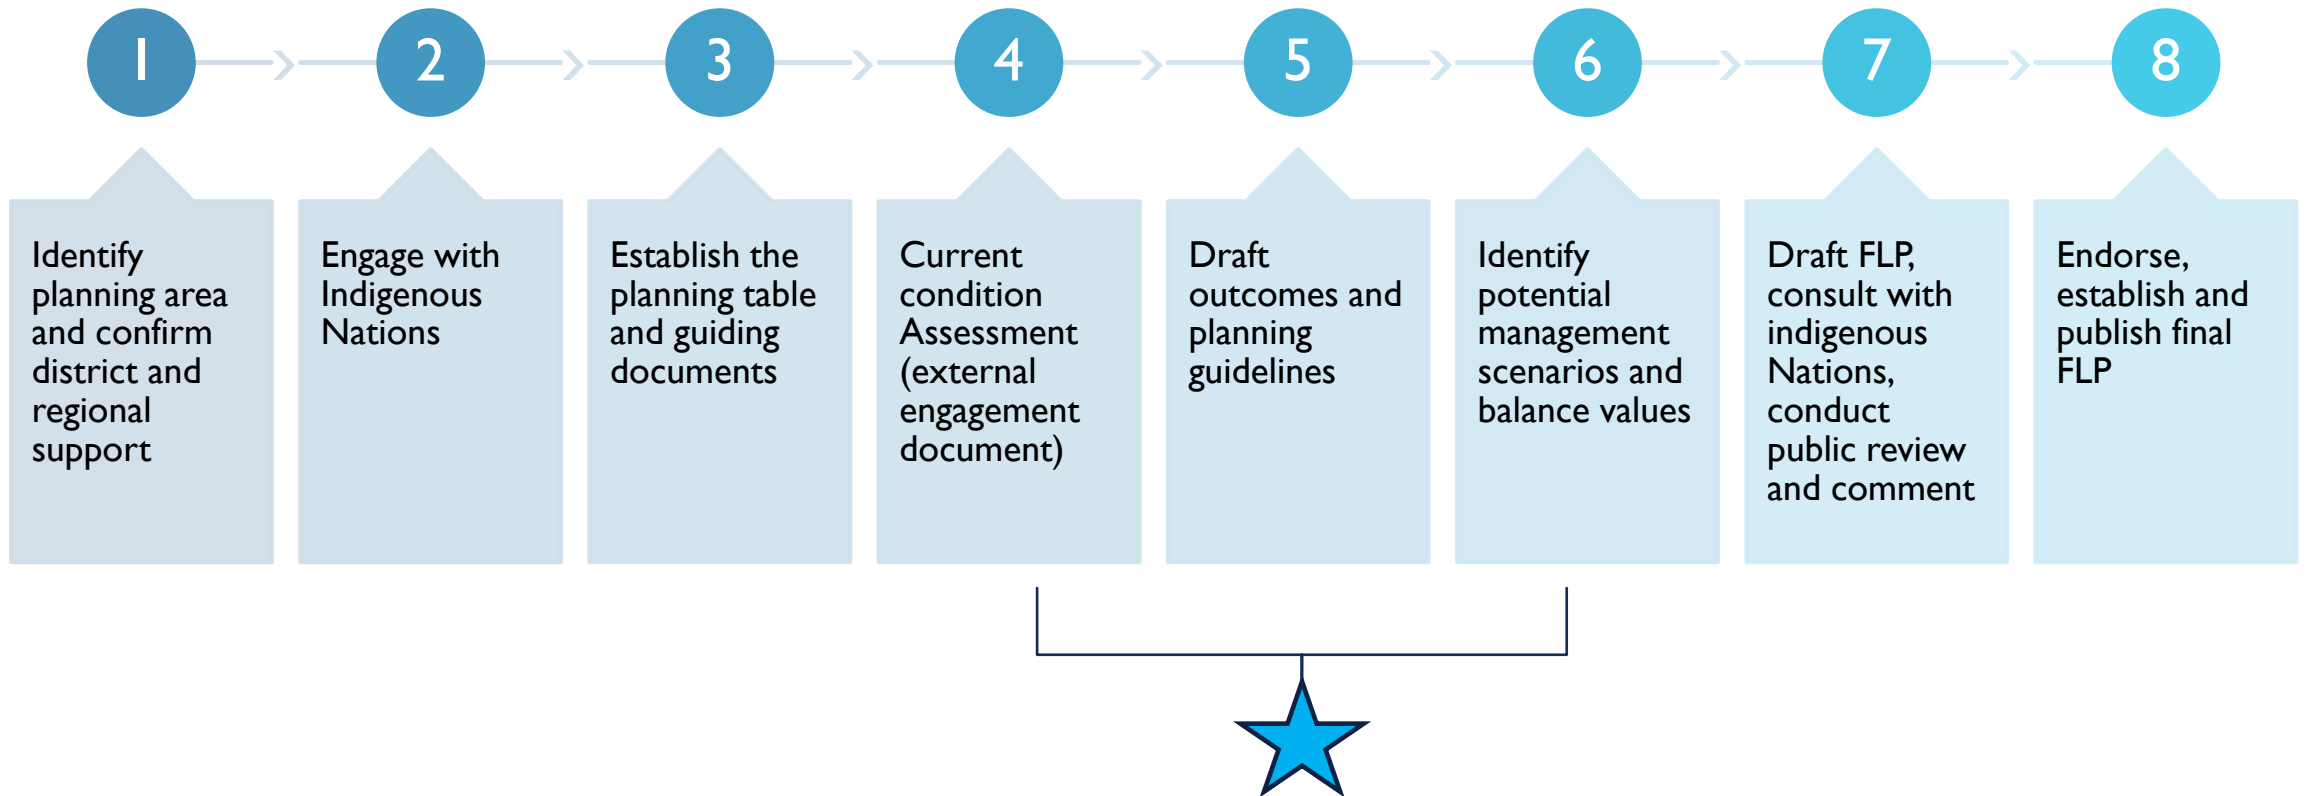 1
2
3
4
5
6
7
8
Identify
planning area
and confirm
district and
regional
support
Engage with
Indigenous
Nations
Establish the
planning table
and guiding
documents
Current
condition
Assessment
(external
engagement
document)
Draft
outcomes and
planning
guidelines
Identify
potential
management
scenarios and
balance values
Draft FLP,
consult with
indigenous
Nations,
conduct
public review
and comment
Endorse,
establish and
publish final
FLP